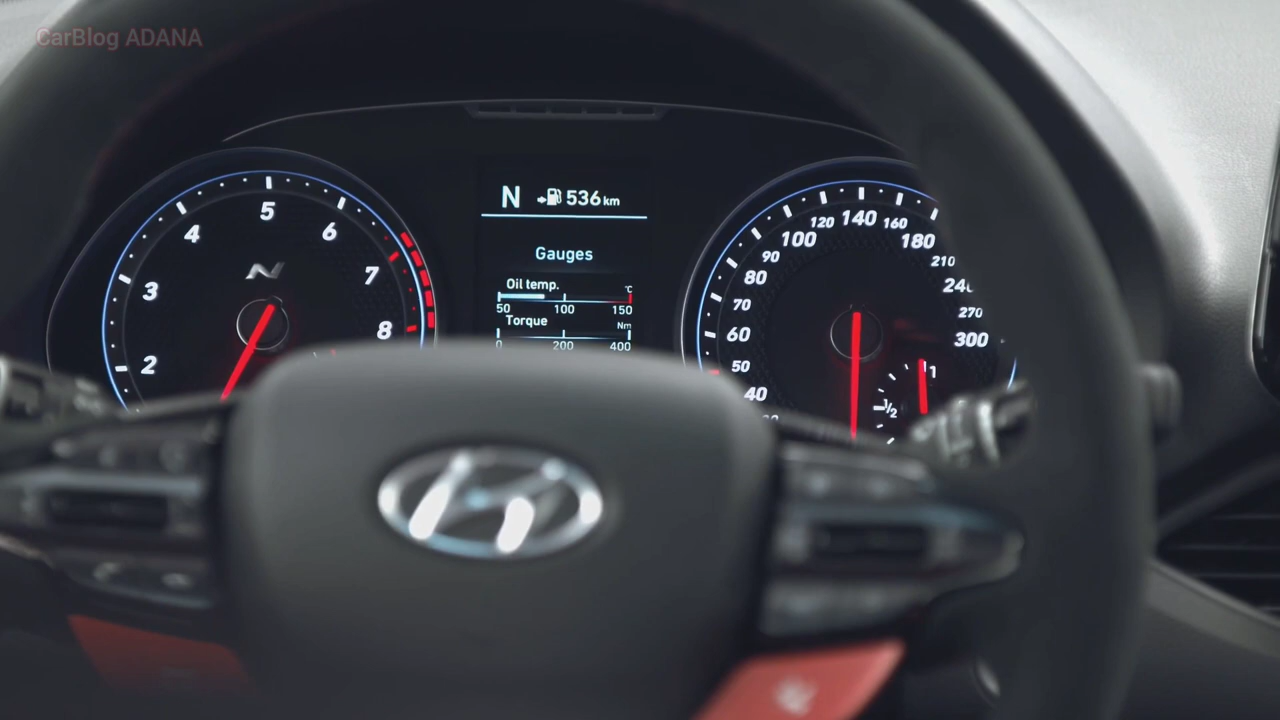 CarBlog ADANA
N 536 km
Gauges
Oil temp. °C
50 100 150
Torque Nm
0 200 400
2 3 4 5 6 7 8
N
40 50 60 70 80 90 100 120 140 160 180 210 270 300
1/2 1